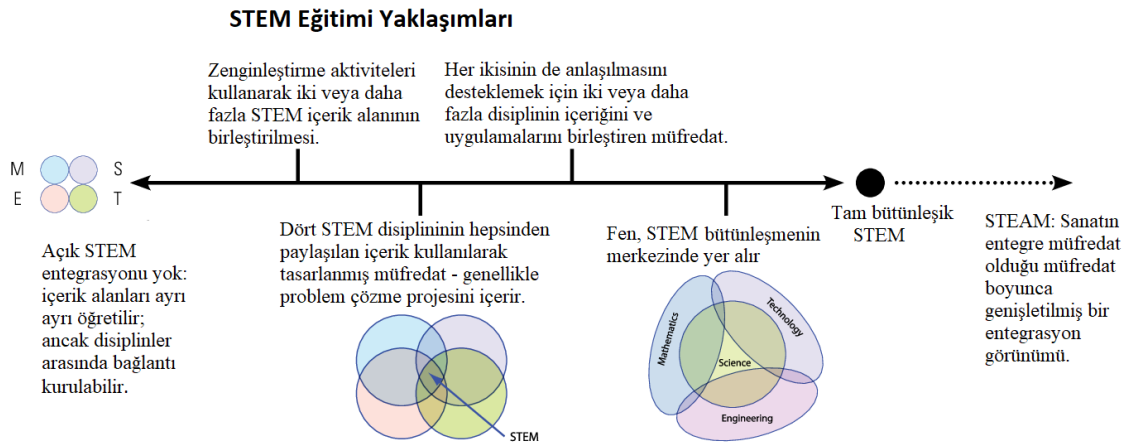 STEM Eğitimi Yaklaşımları
Zenginleştirme aktiviteleri
kullanarak iki veya daha
fazla STEM içerik alanının
birleştirilmesi.
Her ikisinin de anlaşılmasını
desteklemek için iki veya daha
fazla disiplinin içeriğini ve
uygulamalarını birleştiren müfredat.
M S
E T
Açık STEM
entegrasyonu yok:
içerik alanları ayrı
ayrı öğretilir;
ancak disiplinler
arasında bağlantı
kurulabilir.
Dört STEM disiplininin hepsinden
paylaşılan içerik kullanılarak
tasarlanmış müfredat - genellikle
problem çözme projesini içerir.
STEM
Fen, STEM bütünleşmenin
merkezinde yer alır
Mathematics
Technology
Science
Engineering
Tam bütünleşik
STEM
STEAM: Sanatın
entegre müfredat
olduğu müfredat
boyunca
genişletilmiş bir
entegrasyon
görünümü.